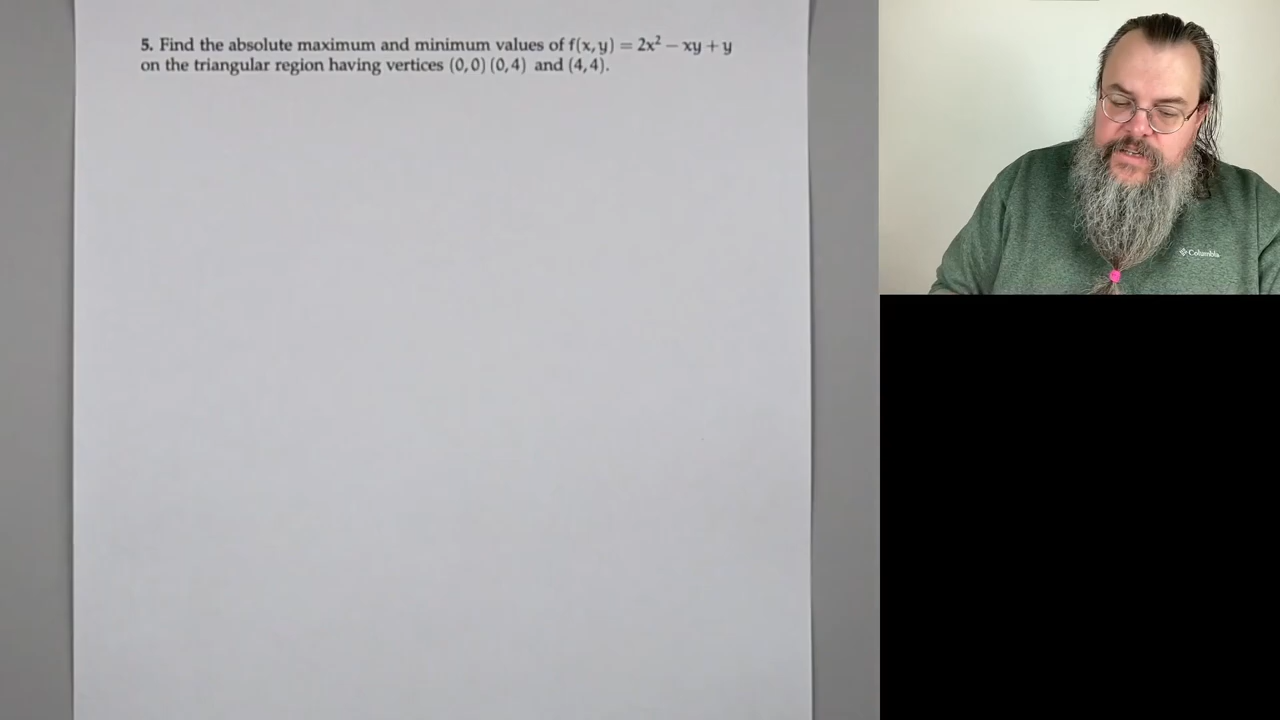 5. Find the absolute maximum and minimum values of f(x, y) = 2x² − xy + y
on the triangular region having vertices (0, 0) (0, 4) and (4, 4).
Columbia